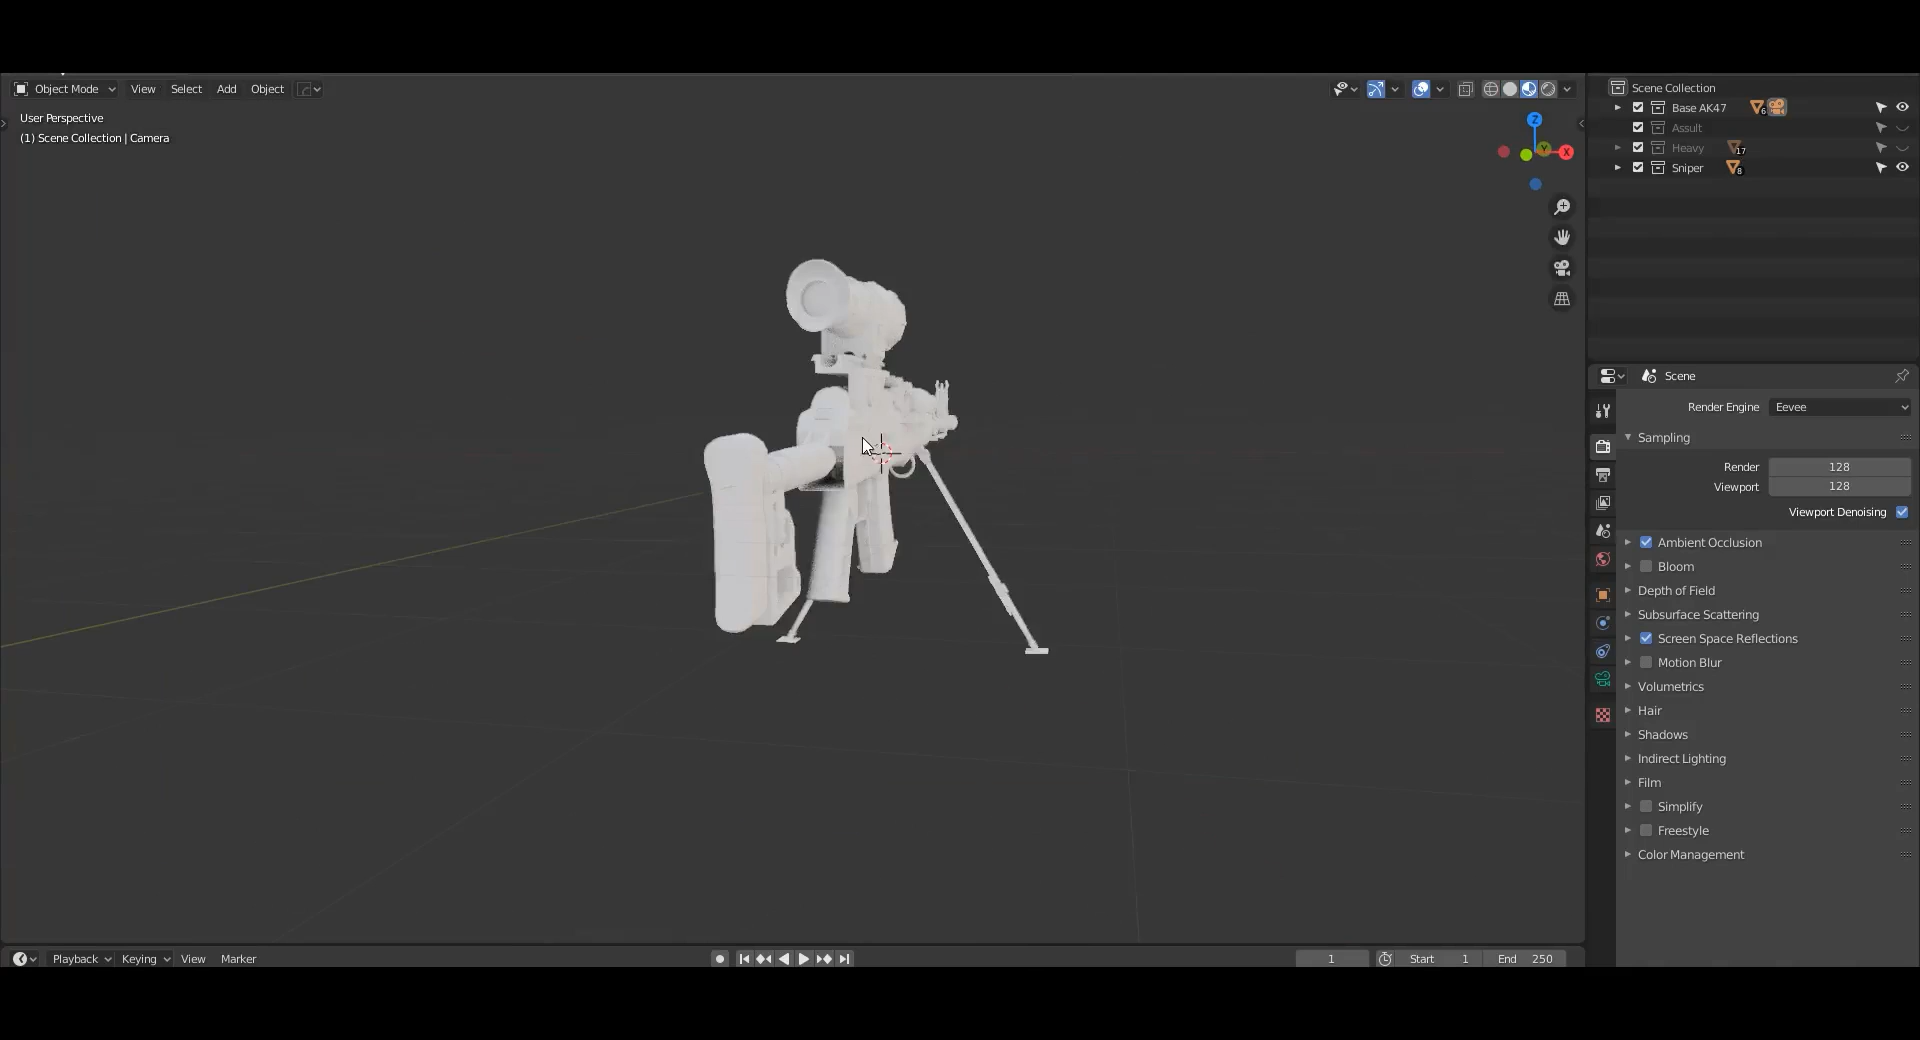 Object Mode View Select Add Object
User Perspective
(1) Scene Collection | Camera
Z
Y
X
Scene Collection
Base AK47 6
Assult
Heavy 17
Sniper 8
Scene
Render Engine Eevee
Sampling
Render 128
Viewport 128
Viewport Denoising
Ambient Occlusion
Bloom
Depth of Field
Subsurface Scattering
Screen Space Reflections
Motion Blur
Volumetrics
Hair
Shadows
Indirect Lighting
Film
Simplify
Freestyle
Color Management
Playback Keying View Marker 1 Start 1 End 250